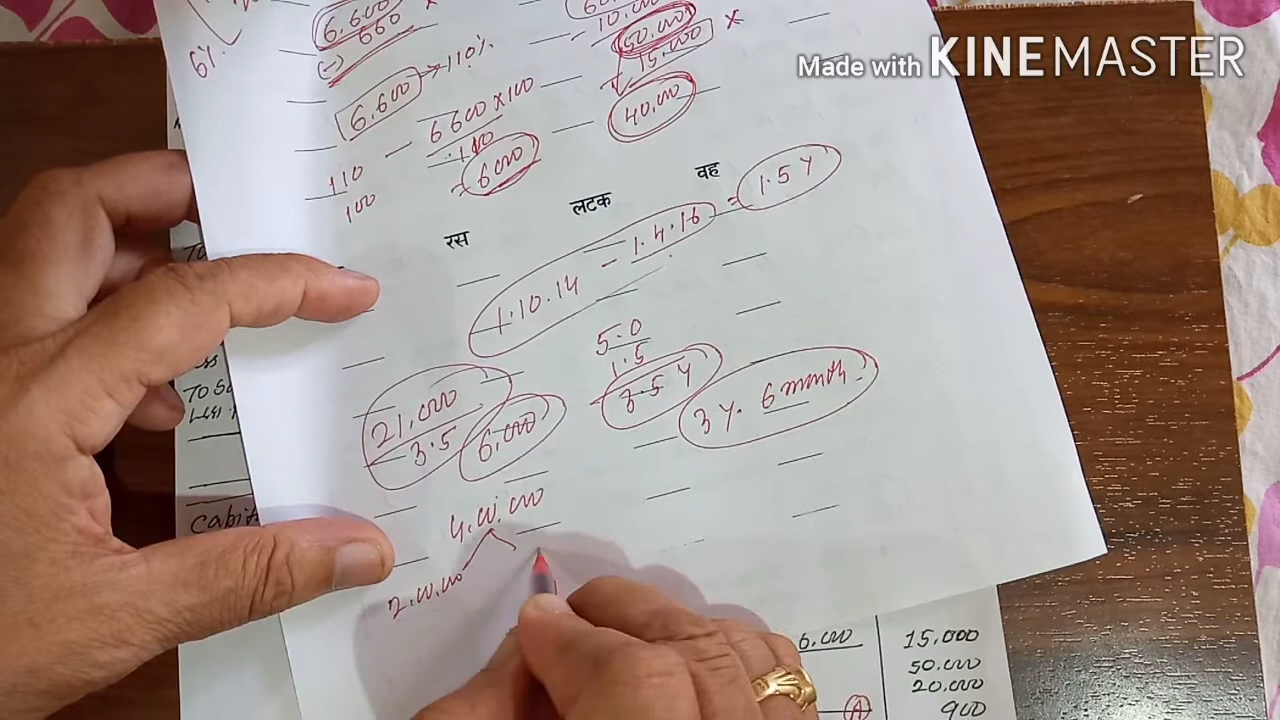 Made with KINEMASTER
6.600
660
10.000
50.000
15.000
x
6%
(-)
6.600 → 110%
40.000
6600 x 100
110
= 6000
110
100
रस लटक वह
1.10.14 - 1.4.16 = 1.5 Y
5.0
1.5
3.5 Y
3 Y. 6 month.
21.000
3.5
6.000
4.00.000
2.00.000
6.000
15.000
50.000
20.000
A
900